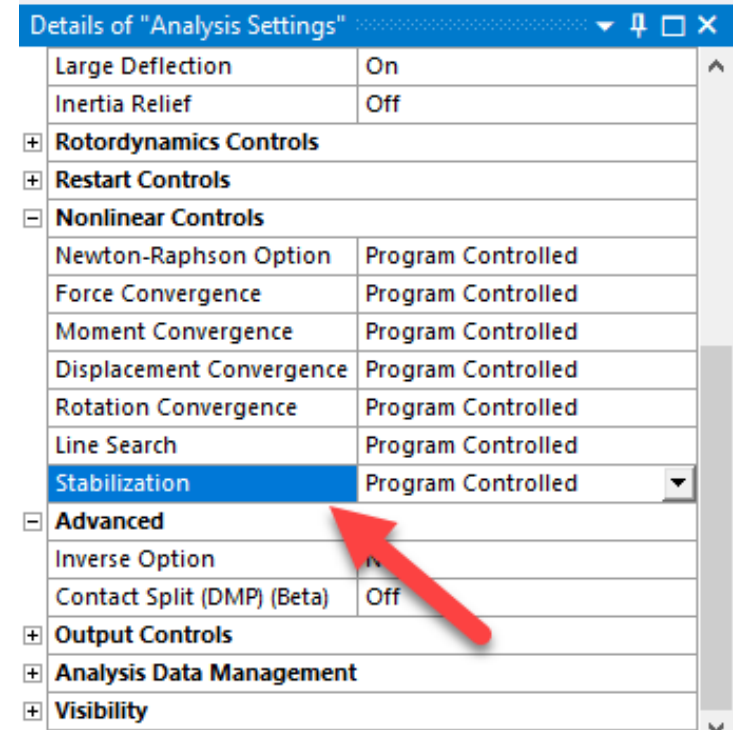 Details of "Analysis Settings"
Large Deflection On
Inertia Relief Off
Rotordynamics Controls
Restart Controls
Nonlinear Controls
Newton-Raphson Option Program Controlled
Force Convergence Program Controlled
Moment Convergence Program Controlled
Displacement Convergence Program Controlled
Rotation Convergence Program Controlled
Line Search Program Controlled
Stabilization Program Controlled
Advanced
Inverse Option
Contact Split (DMP) (Beta) Off
Output Controls
Analysis Data Management
Visibility